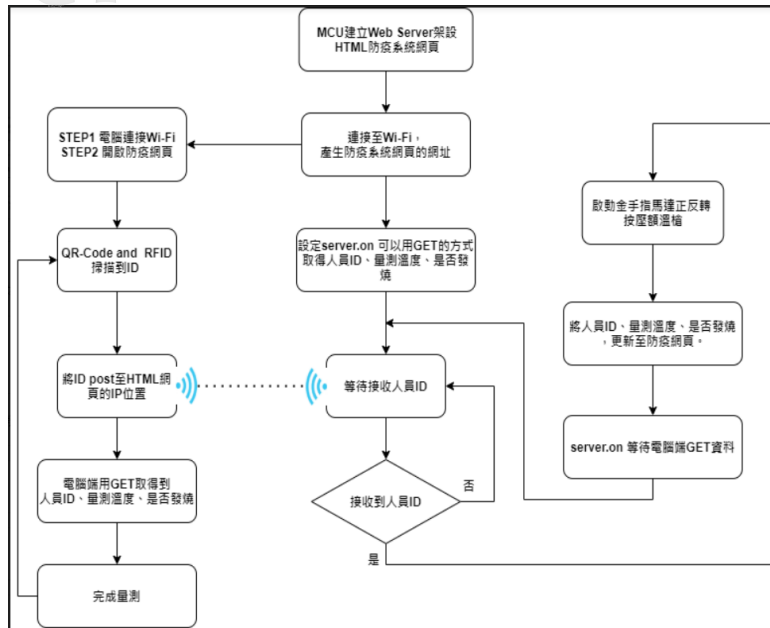 MCU建立Web Server架設
HTML防疫系統網頁
STEP1 電腦連接Wi-Fi
STEP2 開啟防疫網頁
連接至Wi-Fi，
產生防疫系統網頁的網址
啟動金手指馬達正反轉
按壓額溫槍
QR-Code and RFID
掃描到ID
設定server.on 可以用GET的方式
取得人員ID、量測溫度、是否發
燒
將人員ID、量測溫度、是否發燒
，更新至防疫網頁。
將ID post至HTML網
頁的IP位置
等待接收人員ID
server.on 等待電腦端GET資料
電腦端用GET取得到
人員ID、量測溫度、是否發燒
接收到人員ID
否
是
完成量測